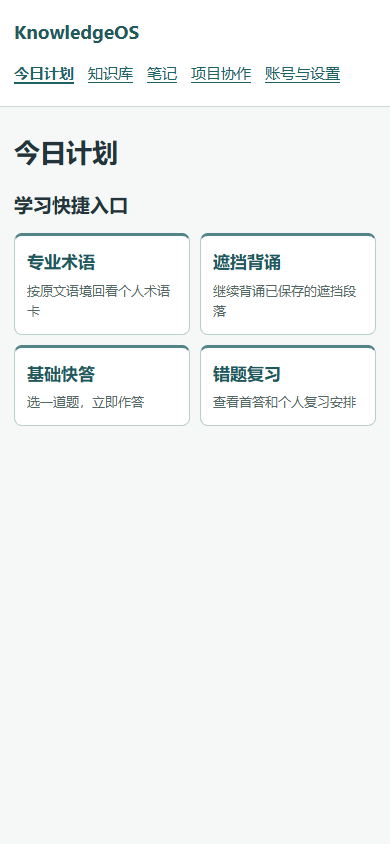 KnowledgeOS
今日计划 知识库 笔记 项目协作 账号与设置
今日计划
学习快捷入口
专业术语
按原文语境回看个人术语
卡
遮挡背诵
继续背诵已保存的遮挡段
落
基础快答
选一道题，立即作答
错题复习
查看首答和个人复习安排